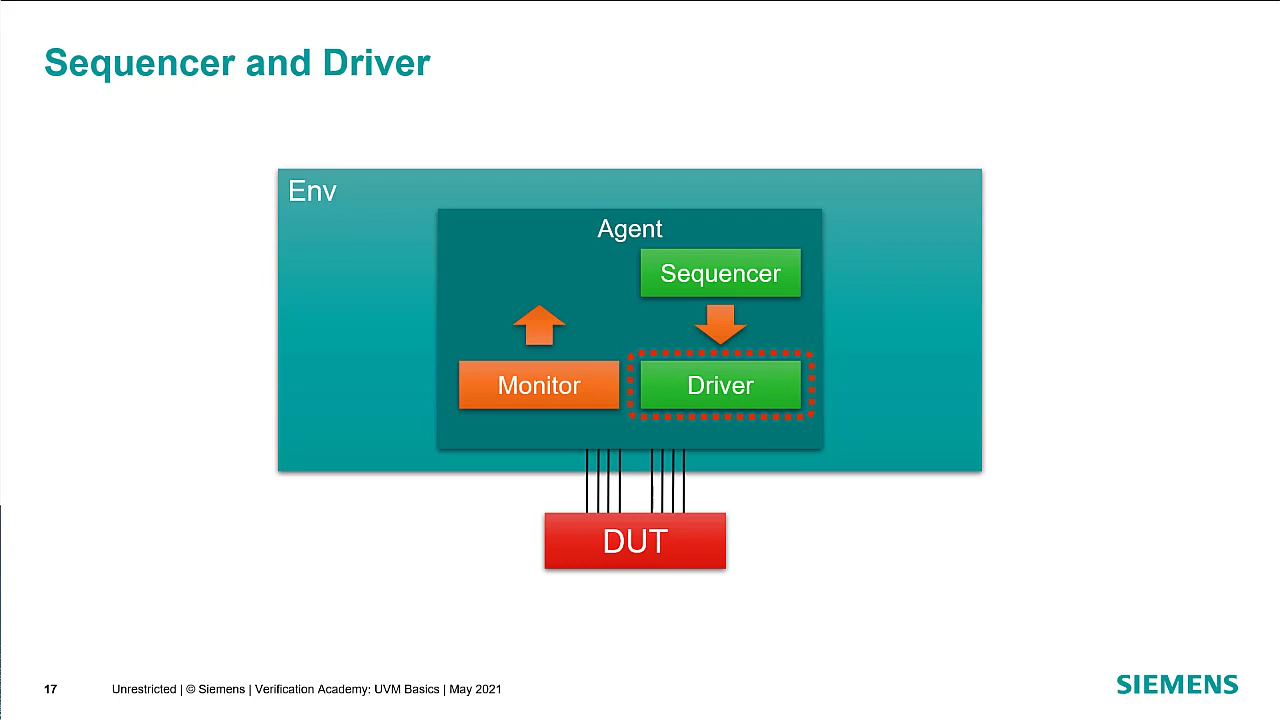 Sequencer and Driver
Env
Agent
Sequencer
Monitor
Driver
DUT
17 Unrestricted | © Siemens | Verification Academy: UVM Basics | May 2021
SIEMENS